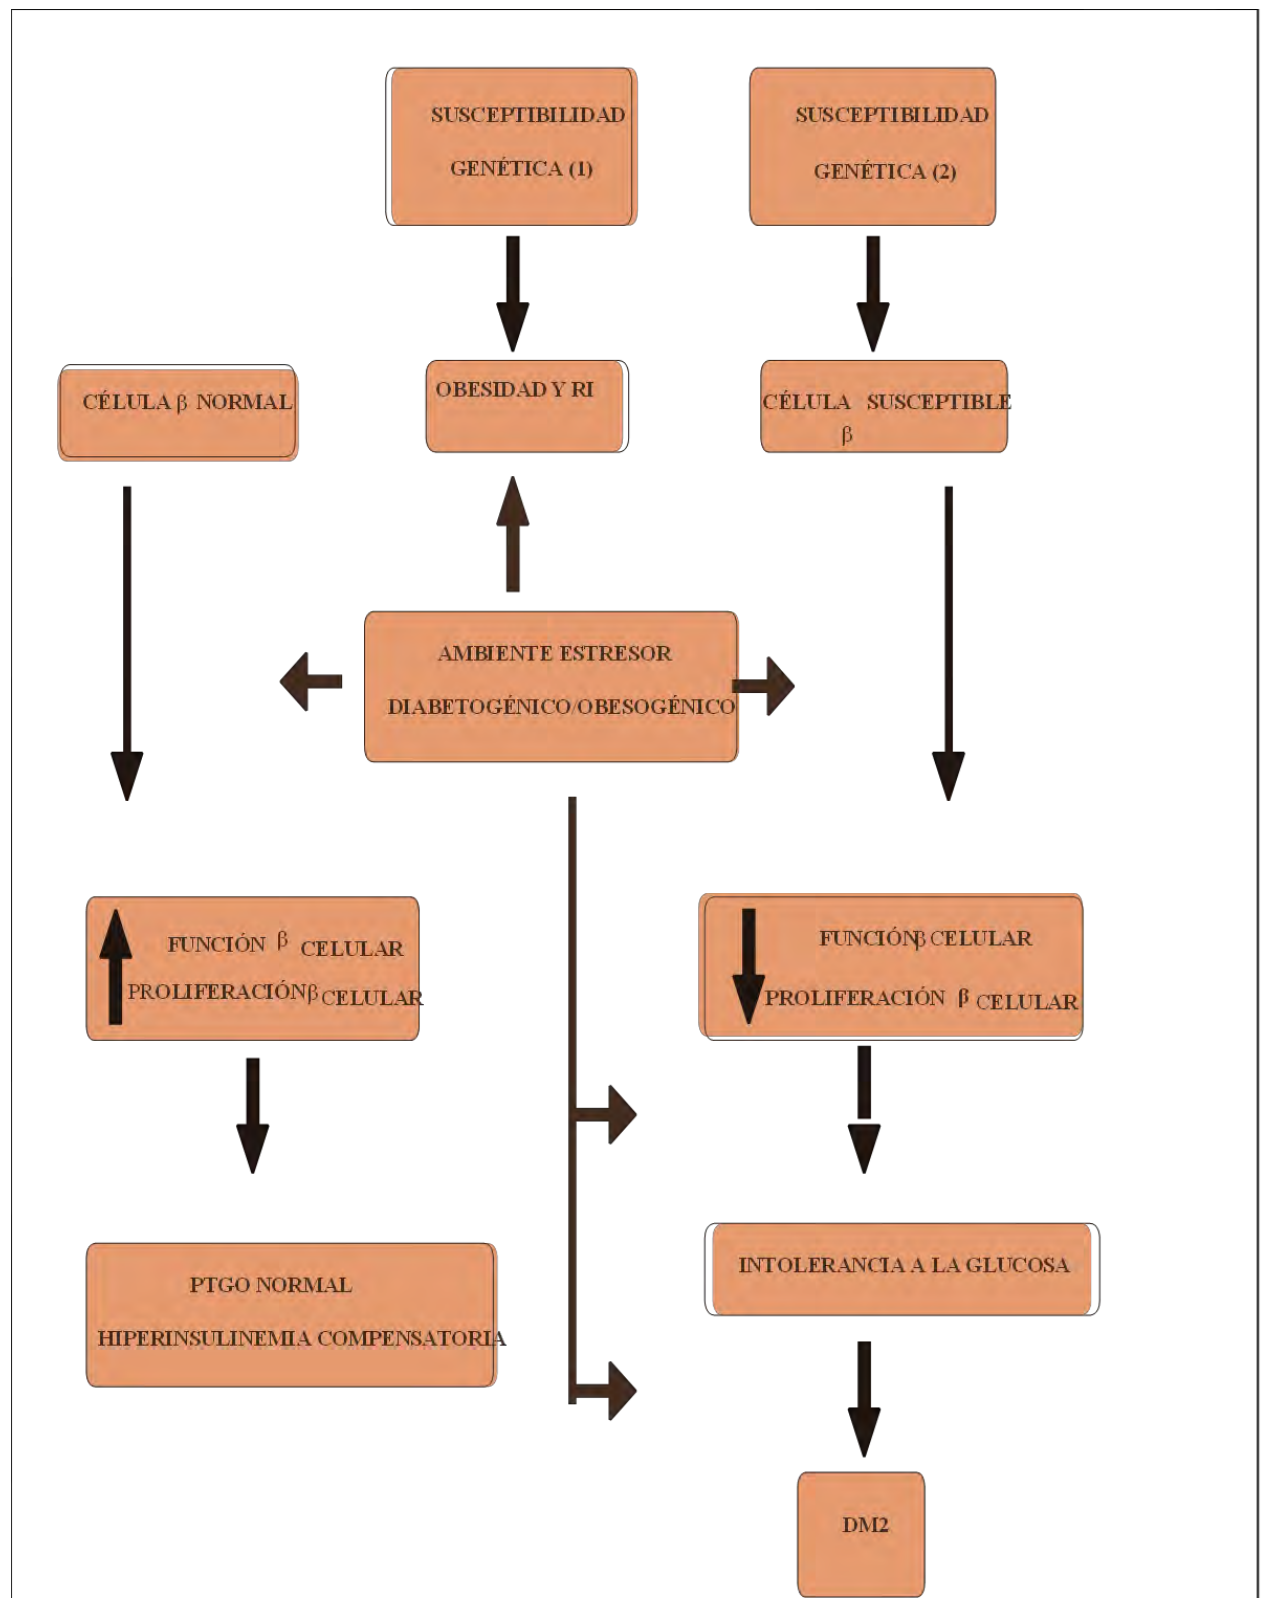 SUSCEPTIBILIDAD
GENÉTICA (1)
SUSCEPTIBILIDAD
GENÉTICA (2)
CÉLULA β NORMAL
OBESIDAD Y RI
CÉLULA SUSCEPTIBLE
β
AMBIENTE ESTRESOR
DIABETOGÉNICO/OBESOGÉNICO
FUNCIÓN β CELULAR
PROLIFERACIÓN β CELULAR
FUNCIÓN β CELULAR
PROLIFERACIÓN β CELULAR
PTGO NORMAL
HIPERINSULINEMIA COMPENSATORIA
INTOLERANCIA A LA GLUCOSA
DM2